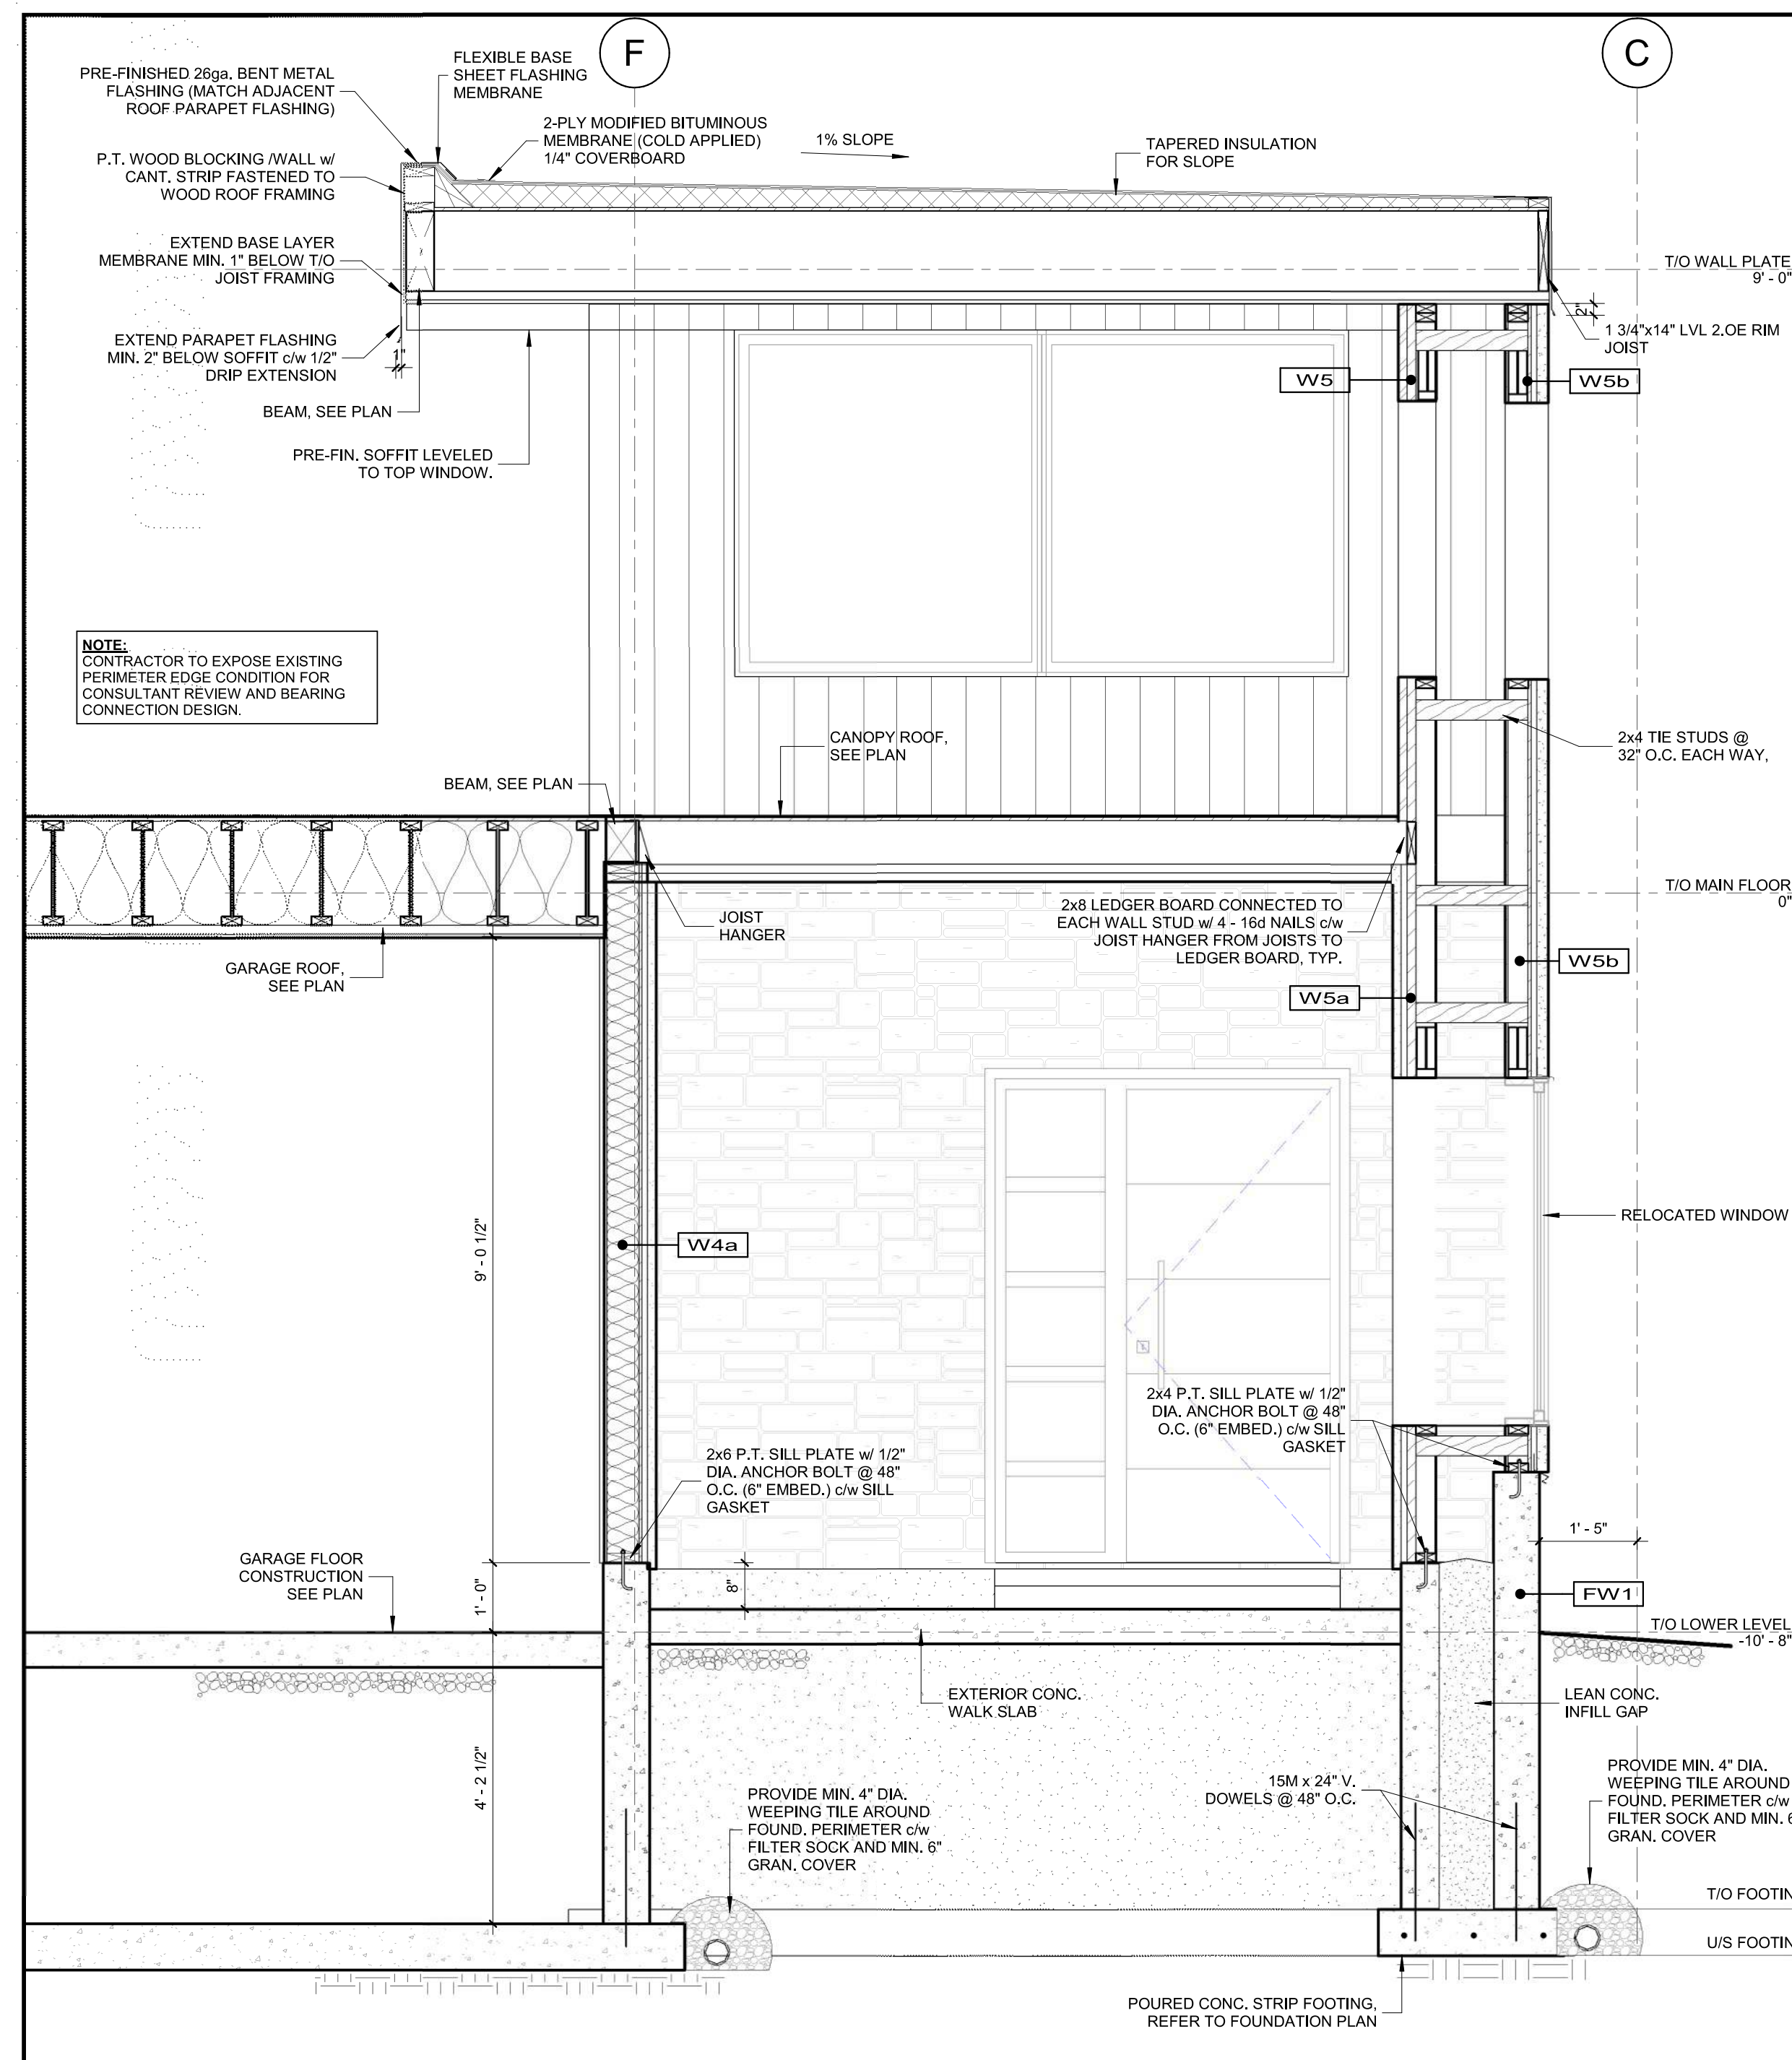 F
C
PRE-FINISHED 26ga. BENT METAL
FLASHING (MATCH ADJACENT
ROOF PARAPET FLASHING)
FLEXIBLE BASE
SHEET FLASHING
MEMBRANE
2-PLY MODIFIED BITUMINOUS
MEMBRANE (COLD APPLIED)
1/4" COVERBOARD
1% SLOPE
TAPERED INSULATION
FOR SLOPE
P.T. WOOD BLOCKING /WALL w/
CANT. STRIP FASTENED TO
WOOD ROOF FRAMING
EXTEND BASE LAYER
MEMBRANE MIN. 1" BELOW T/O
JOIST FRAMING
T/O WALL PLATE
9' - 0"
EXTEND PARAPET FLASHING
MIN. 2" BELOW SOFFIT c/w 1/2"
DRIP EXTENSION
1"
2"
1 3/4"x14" LVL 2.OE RIM
JOIST
W5
W5b
BEAM, SEE PLAN
PRE-FIN. SOFFIT LEVELED
TO TOP WINDOW.
NOTE:
CONTRACTOR TO EXPOSE EXISTING
PERIMETER EDGE CONDITION FOR
CONSULTANT REVIEW AND BEARING
CONNECTION DESIGN.
CANOPY ROOF,
SEE PLAN
2x4 TIE STUDS @
32" O.C. EACH WAY,
BEAM, SEE PLAN
T/O MAIN FLOOR
0"
JOIST
HANGER
2x8 LEDGER BOARD CONNECTED TO
EACH WALL STUD w/ 4 - 16d NAILS c/w
JOIST HANGER FROM JOISTS TO
LEDGER BOARD, TYP.
GARAGE ROOF,
SEE PLAN
W5b
W5a
9' - 0 1/2"
W4a
RELOCATED WINDOW
2x4 P.T. SILL PLATE w/ 1/2"
DIA. ANCHOR BOLT @ 48"
O.C. (6" EMBED.) c/w SILL
GASKET
2x6 P.T. SILL PLATE w/ 1/2"
DIA. ANCHOR BOLT @ 48"
O.C. (6" EMBED.) c/w SILL
GASKET
1' - 5"
GARAGE FLOOR
CONSTRUCTION
SEE PLAN
1' - 0"
8"
FW1
T/O LOWER LEVEL
-10' - 8"
EXTERIOR CONC.
WALK SLAB
LEAN CONC.
INFILL GAP
4' - 2 1/2"
PROVIDE MIN. 4" DIA.
WEEPING TILE AROUND
FOUND. PERIMETER c/w
FILTER SOCK AND MIN. 6"
GRAN. COVER
15M x 24" V.
DOWELS @ 48" O.C.
PROVIDE MIN. 4" DIA.
WEEPING TILE AROUND
FOUND. PERIMETER c/w
FILTER SOCK AND MIN. 6
GRAN. COVER
T/O FOOTIN
U/S FOOTIN
POURED CONC. STRIP FOOTING,
REFER TO FOUNDATION PLAN